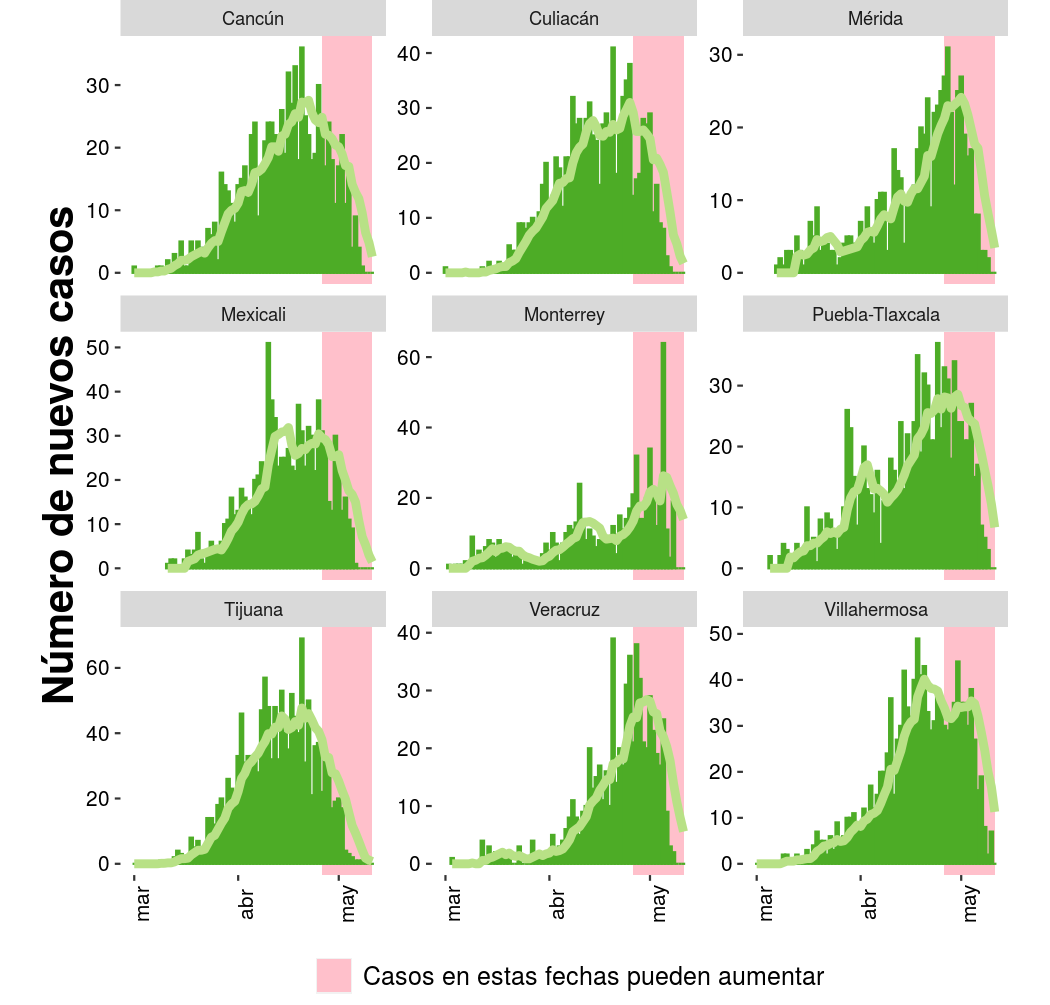 Número de nuevos casos
Cancún
Culiacán
Mérida
30
20
10
0
40
30
20
10
0
30
20
10
0
Mexicali
Monterrey
Puebla-Tlaxcala
50
40
30
20
10
0
60
40
20
0
30
20
10
0
Tijuana
Veracruz
Villahermosa
60
40
20
0
40
30
20
10
0
50
40
30
20
10
0
mar
abr
may
mar
abr
may
mar
abr
may
Casos en estas fechas pueden aumentar